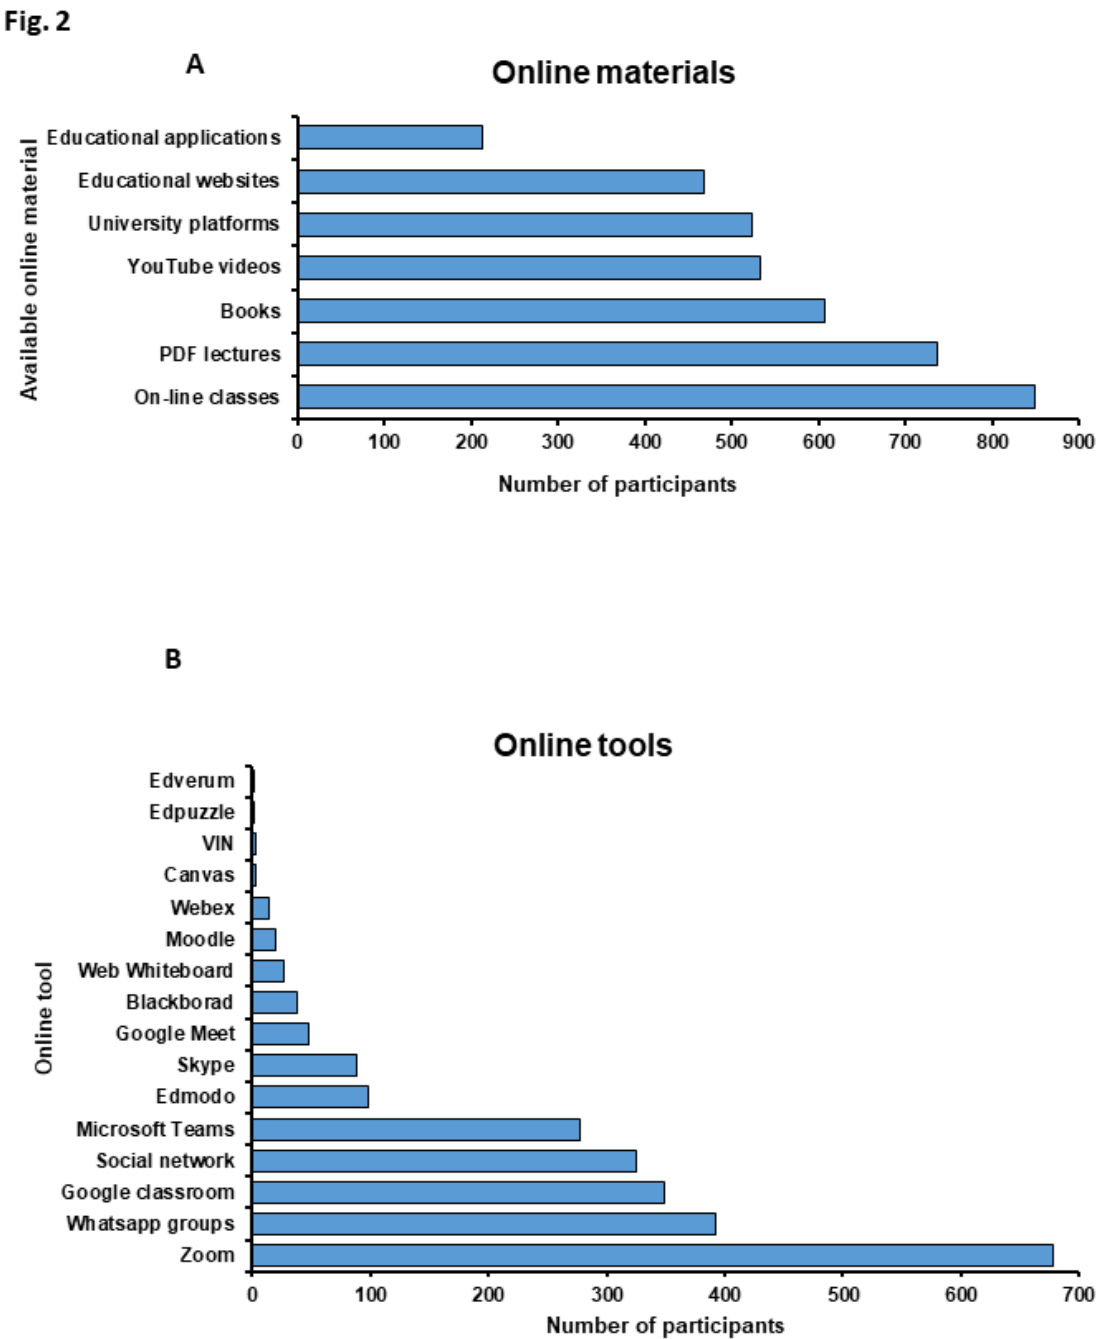 Fig. 2
A
Online materials
Available online material
Educational applications
Educational websites
University platforms
YouTube videos
Books
PDF lectures
On-line classes
0 100 200 300 400 500 600 700 800 900
Number of participants
B
Online tools
Online tool
Edverum
Edpuzzle
VIN
Canvas
Webex
Moodle
Web Whiteboard
Blackborad
Google Meet
Skype
Edmodo
Microsoft Teams
Social network
Google classroom
Whatsapp groups
Zoom
0 100 200 300 400 500 600 700
Number of participants